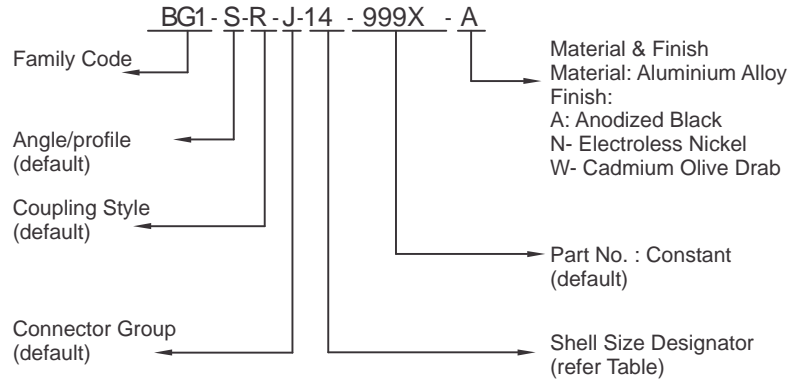 BG1 - S - R - J - 14 - 999X - A
Family Code
Angle/profile
(default)
Coupling Style
(default)
Connector Group
(default)
Material & Finish
Material: Aluminium Alloy
Finish:
A: Anodized Black
N- Electroless Nickel
W- Cadmium Olive Drab
Part No. : Constant
(default)
Shell Size Designator
(refer Table)